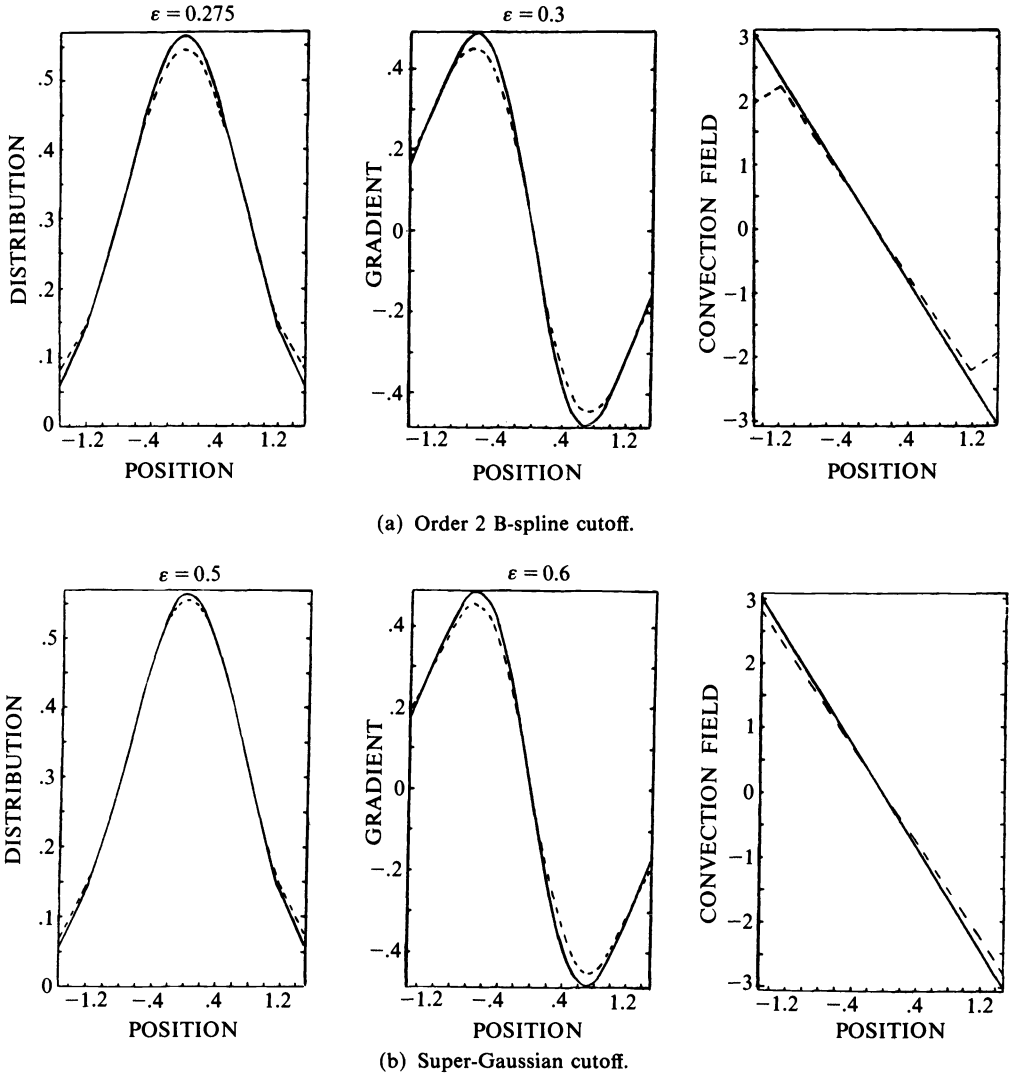 ε = 0.275
ε = 0.3
DISTRIBUTION
.5
.4
.3
.2
.1
0
−1.2 −.4 .4 1.2
POSITION
GRADIENT
.4
.2
0
−.2
−.4
−1.2 −.4 .4 1.2
POSITION
CONVECTION FIELD
3
2
1
0
−1
−2
−3
−1.2 −.4 .4 1.2
POSITION
(a) Order 2 B-spline cutoff.
ε = 0.5
ε = 0.6
DISTRIBUTION
.5
.4
.3
.2
.1
0
−1.2 −.4 .4 1.2
POSITION
GRADIENT
.4
.2
0
−.2
−.4
−1.2 −.4 .4 1.2
POSITION
CONVECTION FIELD
3
2
1
0
−1
−2
−3
−1.2 −.4 .4 1.2
POSITION
(b) Super-Gaussian cutoff.